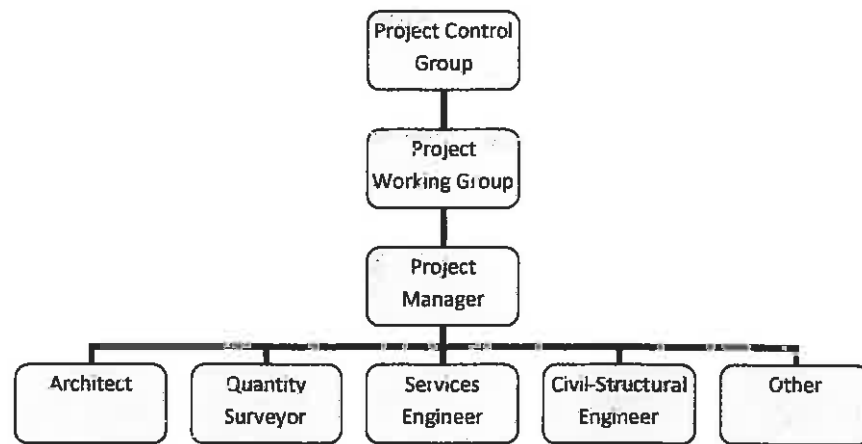 Project Control
Group
Project
Working Group
Project
Manager
Architect
Quantity
Surveyor
Services
Engineer
Civil-Structural
Engineer
Other